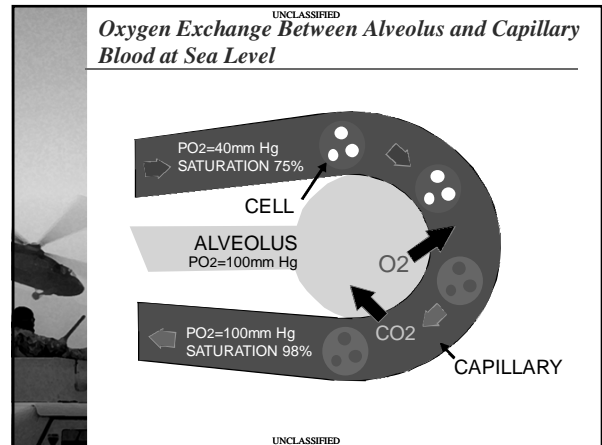 UNCLASSIFIED
Oxygen Exchange Between Alveolus and Capillary
Blood at Sea Level
PO2=40mm Hg
SATURATION 75%
CELL
ALVEOLUS
PO2=100mm Hg
O2
CO2
PO2=100mm Hg
SATURATION 98%
CAPILLARY
UNCLASSIFIED